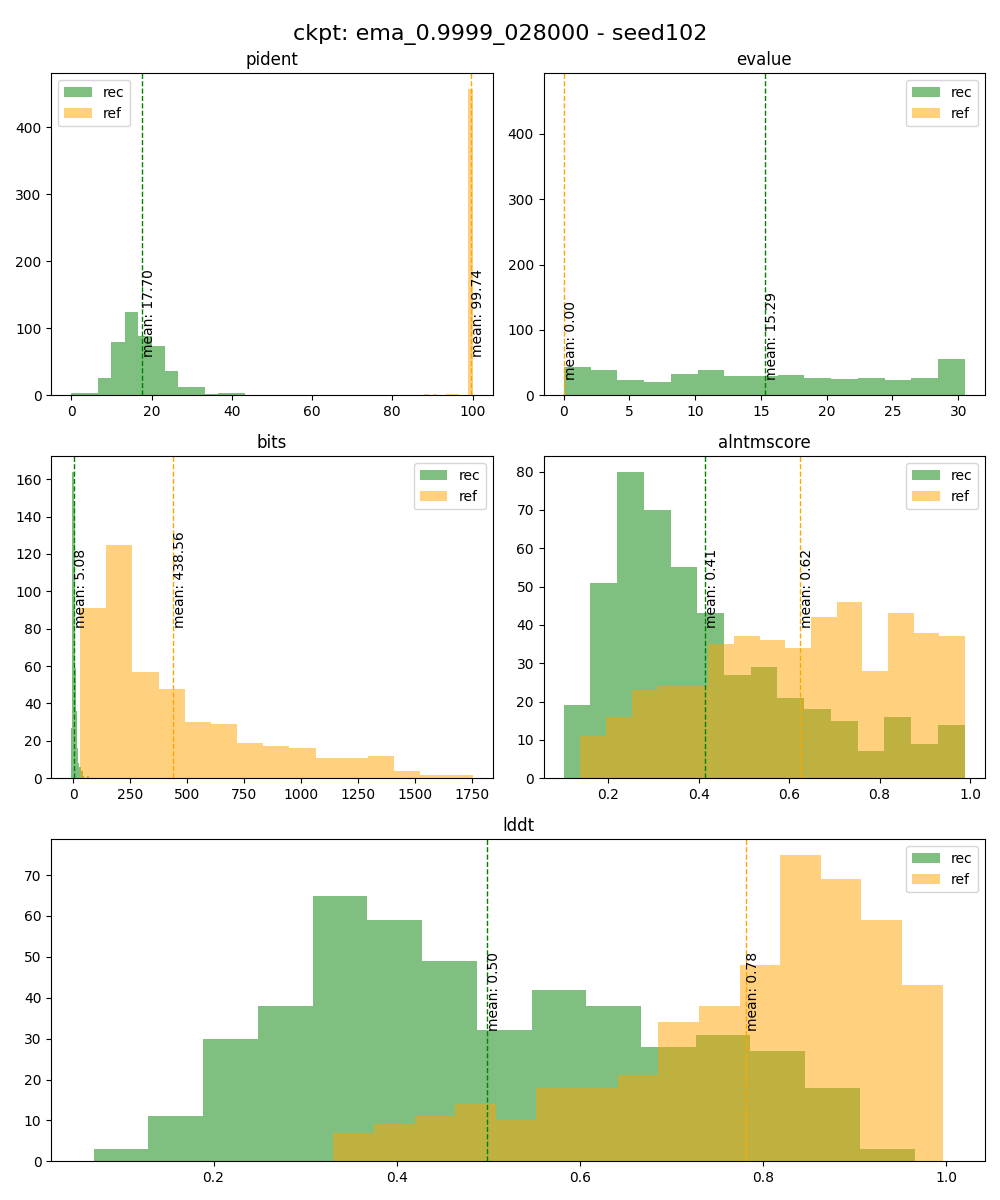 ckpt: ema_0.9999_028000 - seed102
pident
rec
ref
400
300
200
100
0
mean: 17.70
mean: 99.74
0 20 40 60 80 100
evalue
rec
ref
400
300
200
100
0
mean: 0.00
mean: 15.29
0 5 10 15 20 25 30
bits
rec
ref
160
140
120
100
80
60
40
20
0
mean: 5.08
mean: 438.56
0 250 500 750 1000 1250 1500 1750
alntmscore
rec
ref
80
70
60
50
40
30
20
10
0
mean: 0.41
mean: 0.62
0.2 0.4 0.6 0.8 1.0
lddt
rec
ref
70
60
50
40
30
20
10
0
mean: 0.50
mean: 0.78
0.2 0.4 0.6 0.8 1.0